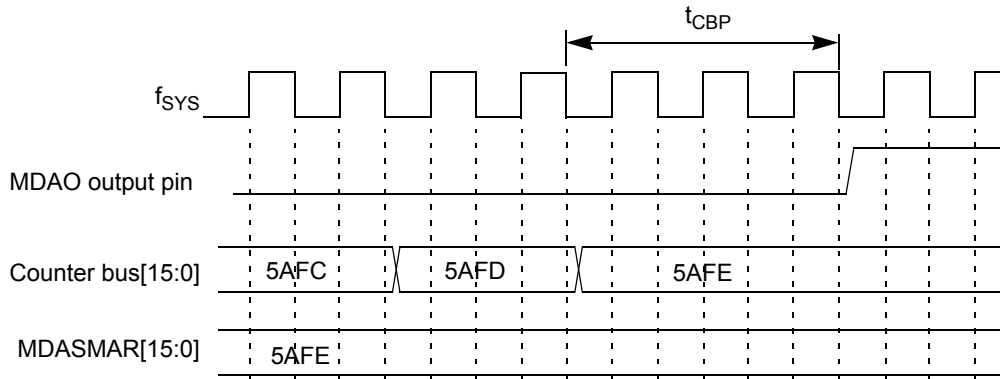 tCBP
fSYS
MDAO output pin
Counter bus[15:0] 5AFC 5AFD 5AFE
MDASMAR[15:0] 5AFE